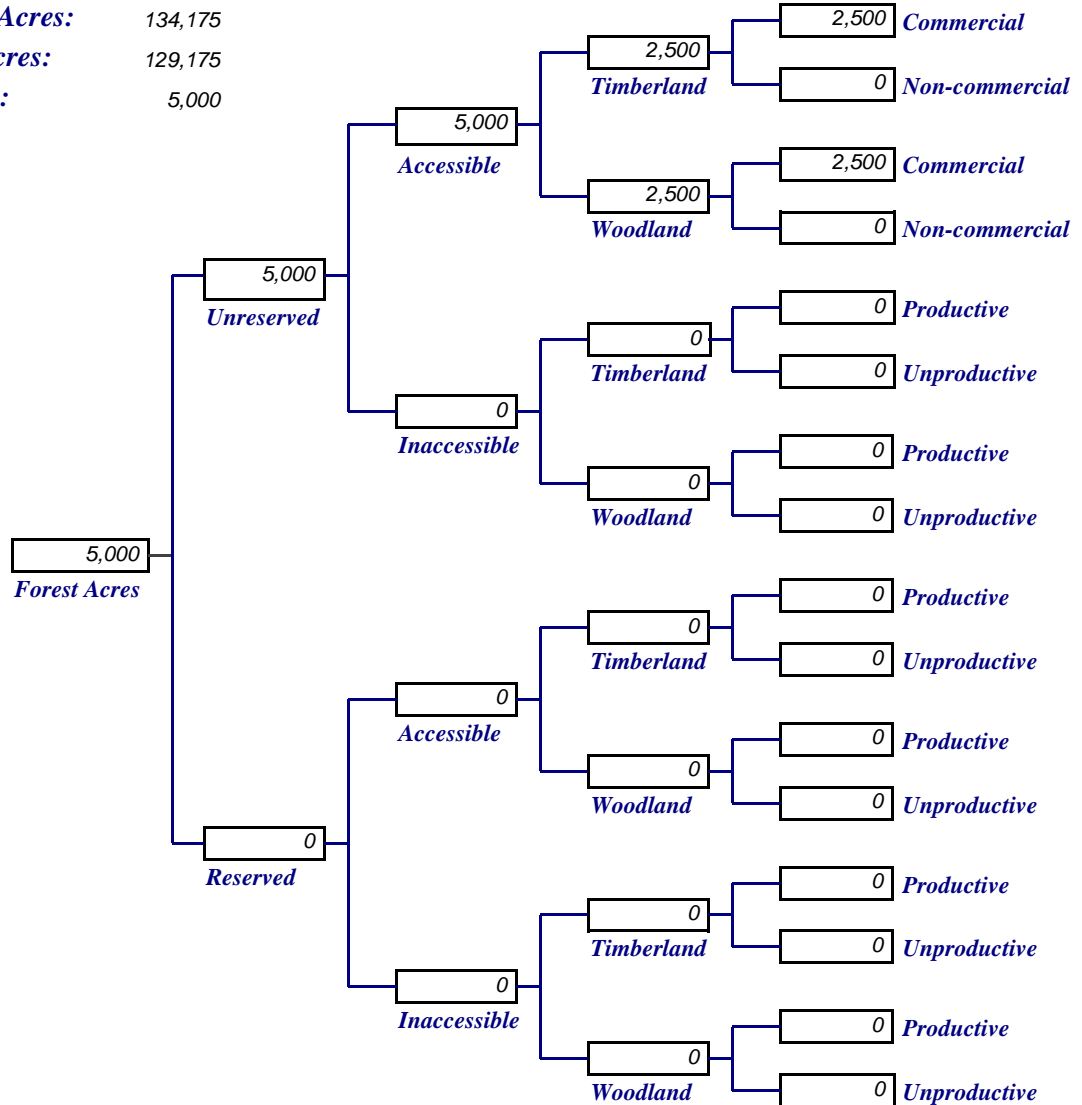 Acres: 134,175
cres: 129,175
: 5,000
2,500 Commercial
2,500
Timberland
0 Non-commercial
5,000
Accessible
2,500 Commercial
2,500
Woodland
0 Non-commercial
5,000
Unreserved
0 Productive
0
Timberland
0 Unproductive
0
Inaccessible
0 Productive
0
Woodland
0 Unproductive
5,000
Forest Acres
0 Productive
0
Timberland
0 Unproductive
0
Accessible
0 Productive
0
Woodland
0 Unproductive
0
Reserved
0 Productive
0
Timberland
0 Unproductive
0
Inaccessible
0 Productive
0
Woodland
0 Unproductive